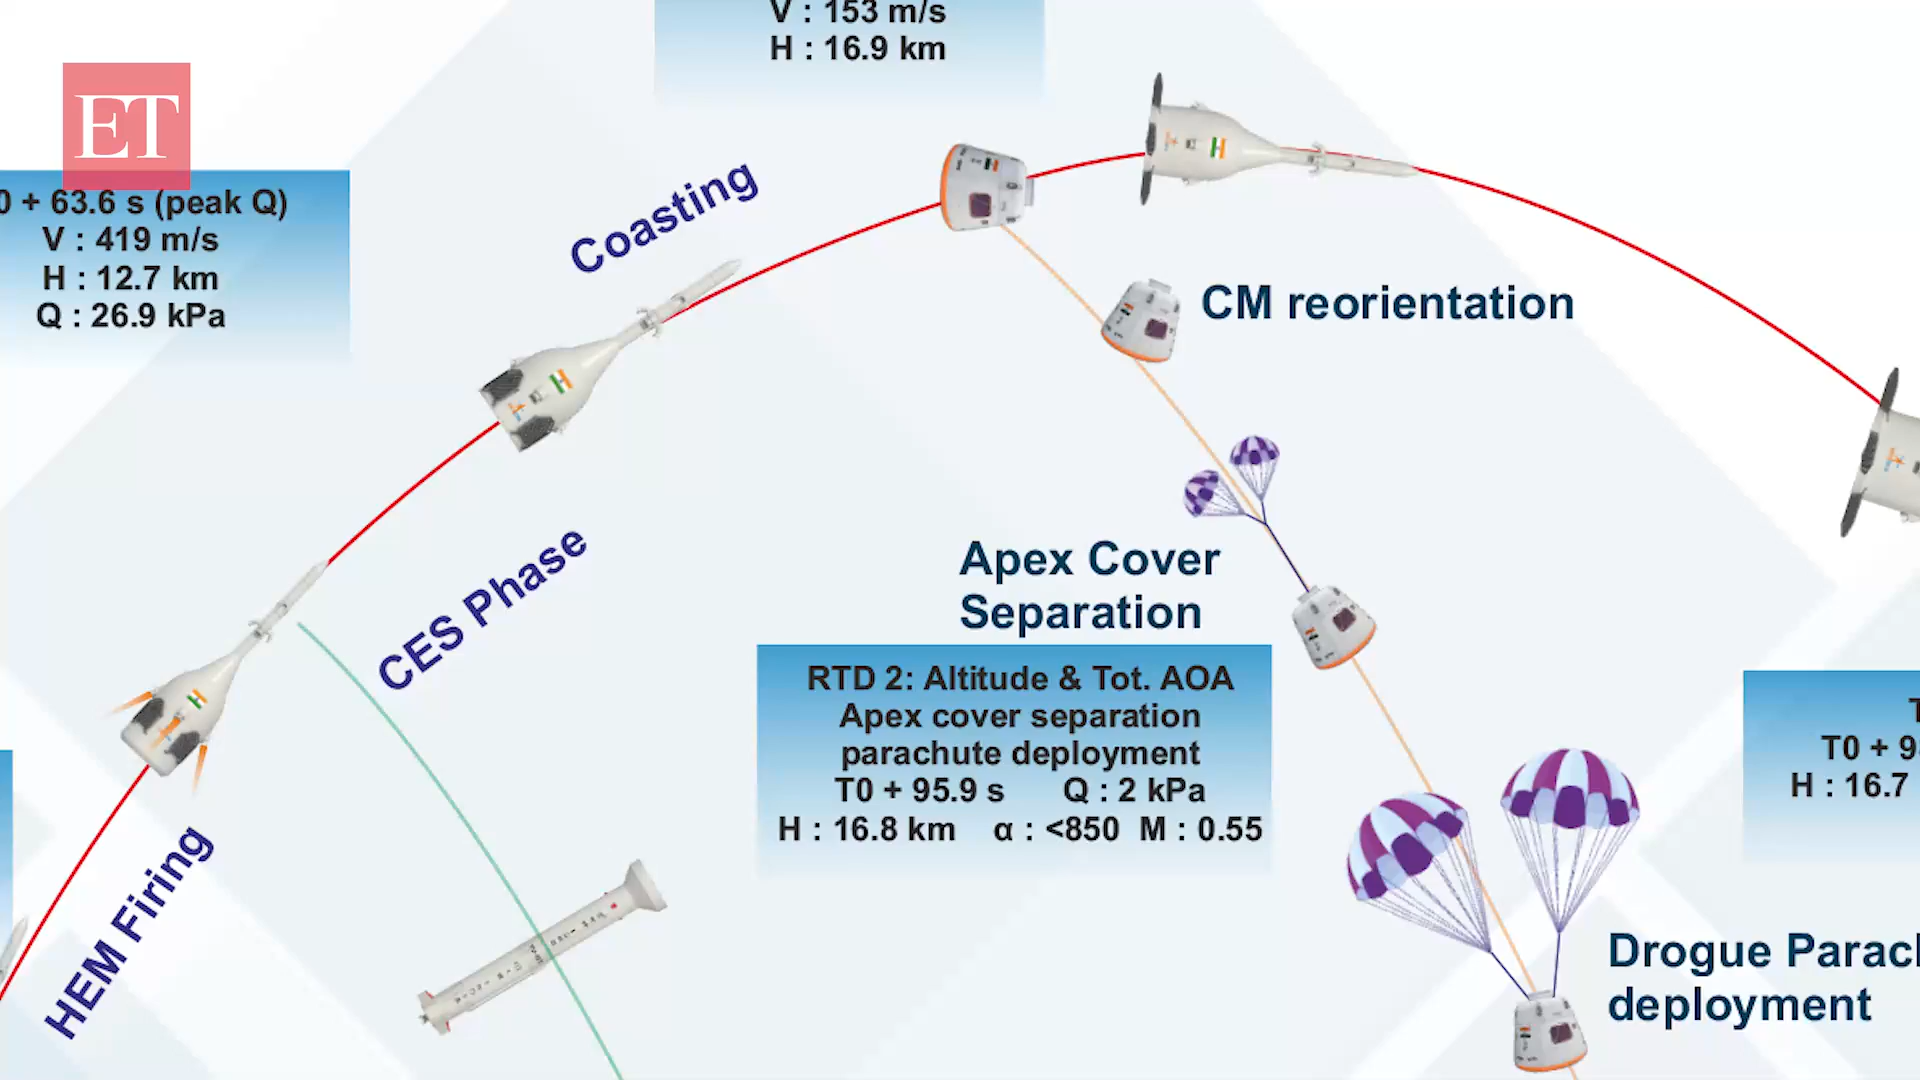 V : 153 m/s
H : 16.9 km
ET
0 + 63.6 s (peak Q)
V : 419 m/s
H : 12.7 km
Q : 26.9 kPa
Coasting
CM reorientation
CES Phase
Apex Cover
Separation
RTD 2: Altitude & Tot. AOA
Apex cover separation
parachute deployment
T0 + 95.9 s Q : 2 kPa
H : 16.8 km α : <850 M : 0.55
T0 + 9
H : 16.7
HEM Firing
Drogue Parac
deployment